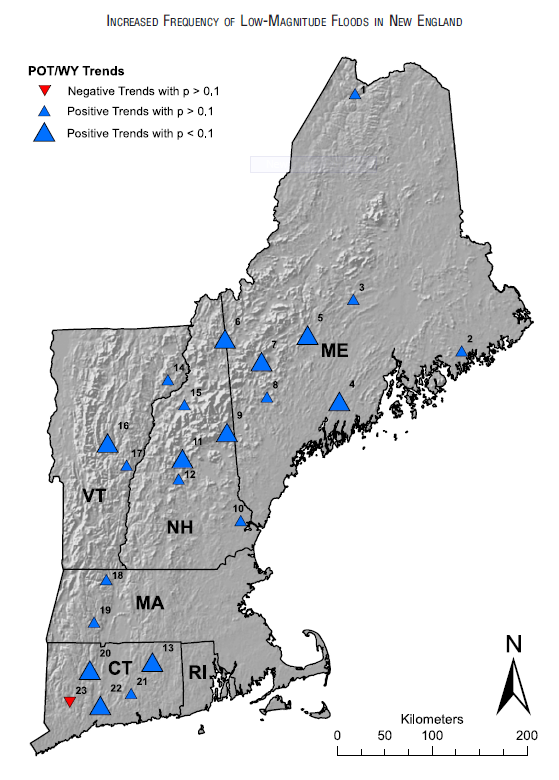 INCREASED FREQUENCY OF LOW-MAGNITUDE FLOODS IN NEW ENGLAND
POT/WY Trends
Negative Trends with p > 0,1
Positive Trends with p > 0,1
Positive Trends with p < 0.1
1
3
6
5
ME
2
7
14
8
4
15
9
16
11
17
12
VT
10
NH
18
MA
19
13
20
CT
RI
23
22
21
N
Kilometers
0 50 100 200